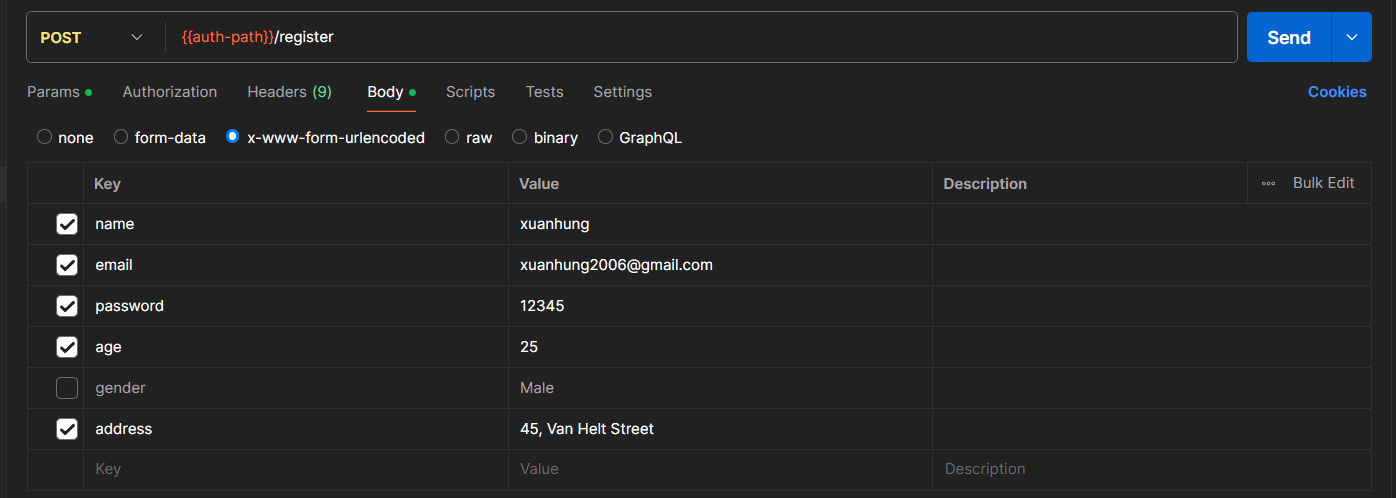 POST {{auth-path}}/register Send
Params Authorization Headers (9) Body Scripts Tests Settings Cookies
none form-data x-www-form-urlencoded raw binary GraphQL
Key Value Description Bulk Edit
name xuanhung
email xuanhung2006@gmail.com
password 12345
age 25
gender Male
address 45, Van Helt Street
Key Value Description